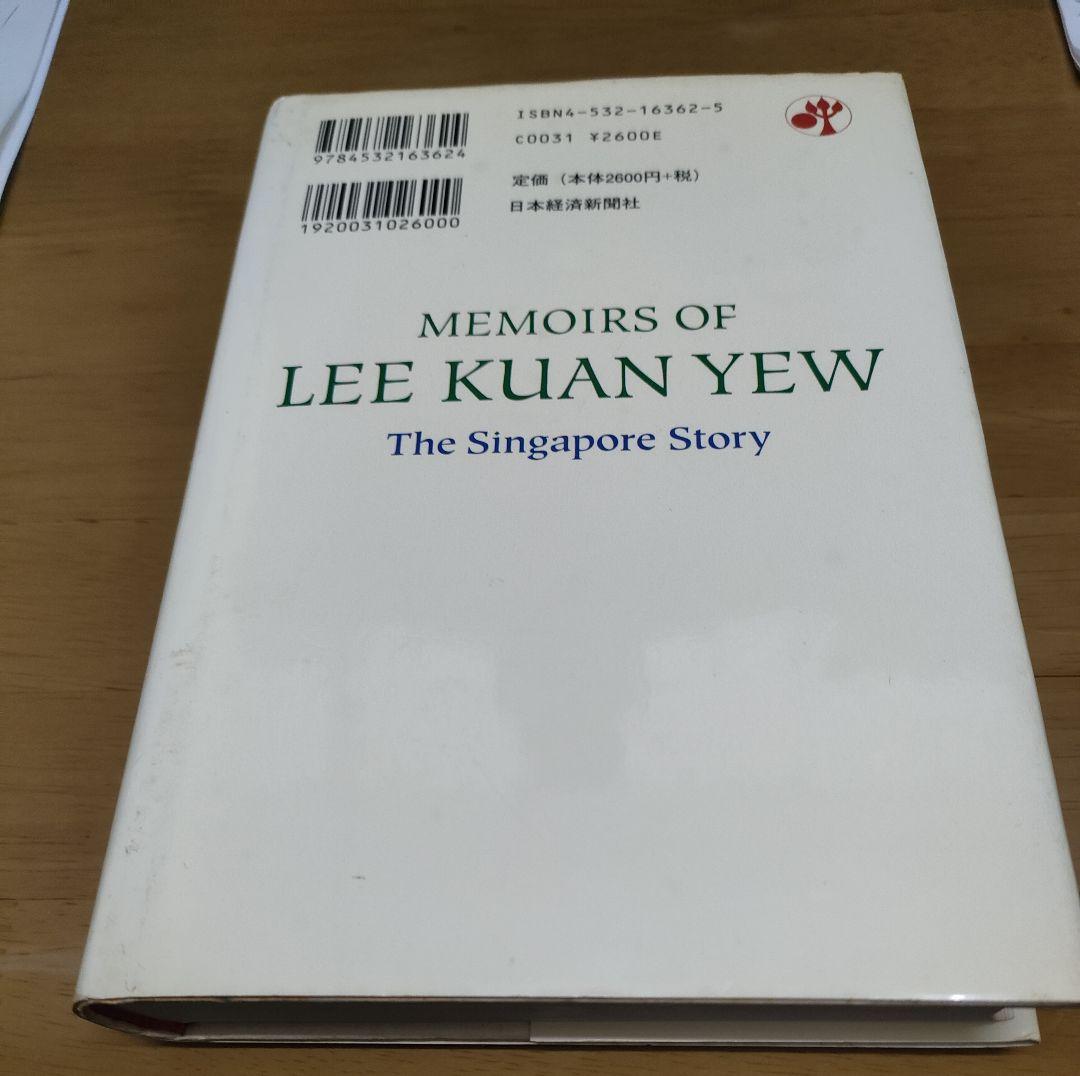 9784532163624
1920031026000
ISBN4-532-16362-5
C0031 ¥2600E
定価（本体2600円+税）
日本経済新聞社
MEMOIRS OF
LEE KUAN YEW
The Singapore Story